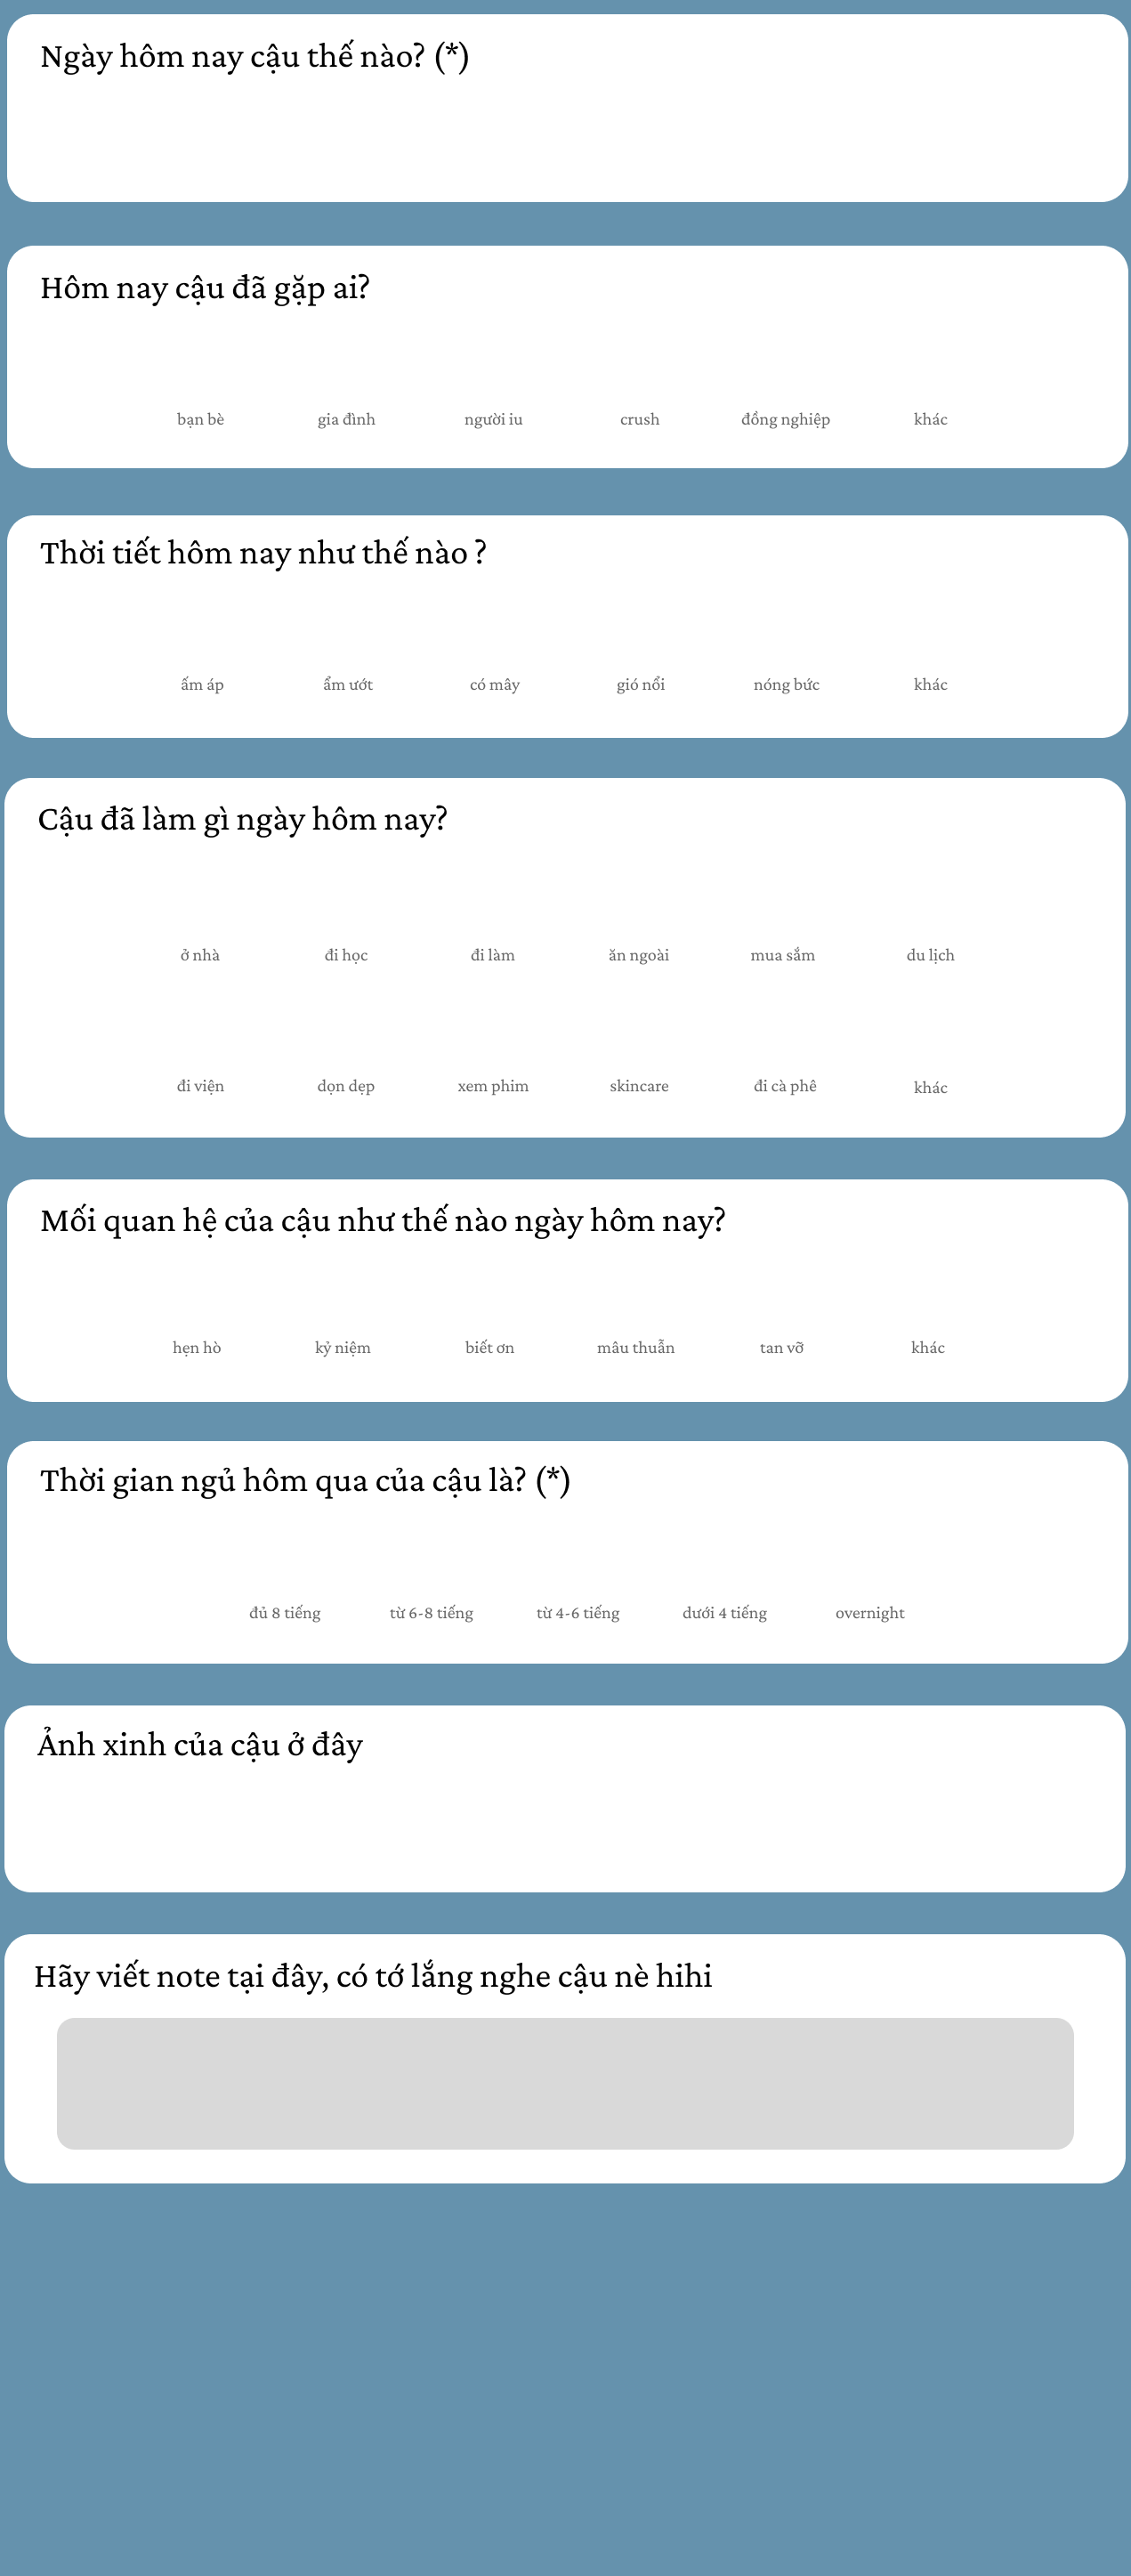 Ngày hôm nay cậu thế nào? (*)
Hôm nay cậu đã gặp ai?
bạn bè gia đình người iu crush đồng nghiệp khác
Thời tiết hôm nay như thế nào ?
ấm áp ẩm ướt có mây gió nổi nóng bức khác
Cậu đã làm gì ngày hôm nay?
ở nhà đi học đi làm ăn ngoài mua sắm du lịch
đi viện dọn dẹp xem phim skincare đi cà phê khác
Mối quan hệ của cậu như thế nào ngày hôm nay?
hẹn hò kỷ niệm biết ơn mâu thuẫn tan vỡ khác
Thời gian ngủ hôm qua của cậu là? (*)
đủ 8 tiếng từ 6-8 tiếng từ 4-6 tiếng dưới 4 tiếng overnight
Ảnh xinh của cậu ở đây
Hãy viết note tại đây, có tớ lắng nghe cậu nè hihi